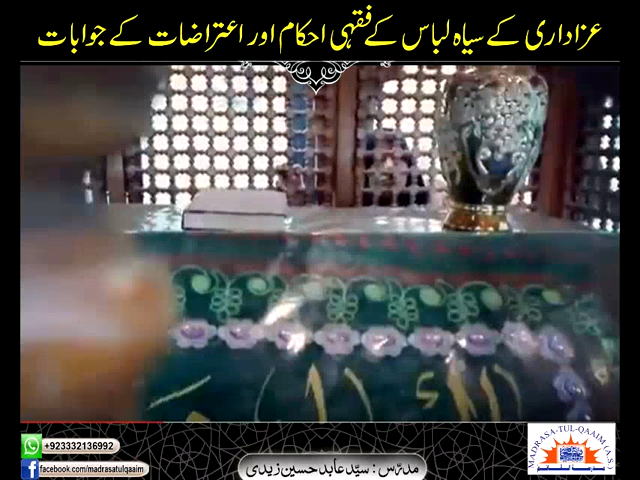 عزاداری کے سیاہ لباس کے فقہی احکام اور اعتراضات کے جوابات
+923332136992
facebook.com/madrasatulqaaim
مدرّس : سیّد عابد حسین زیدی
MADRASA-TUL-QAAIM (A.S)